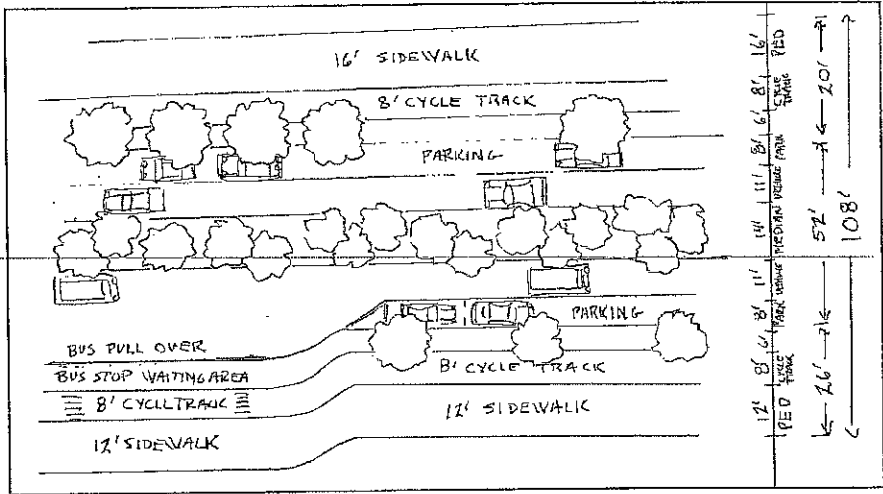 16' SIDEWALK
8' CYCLE TRACK
PARKING
PARKING
BUS PULL OVER
BUS STOP WAITING AREA
8' CYCLE TRACK
8' CYCLLTRACK
12' SIDEWALK
12' SIDEWALK
16' PED
8' CYCLE TRACK
6'
8' PARK
11' VEHICLE
14' MEDIAN
11' VEHICLE
8' PARK
6'
8' CYCLE TRACK
12' PED
20'
52'
26'
108'